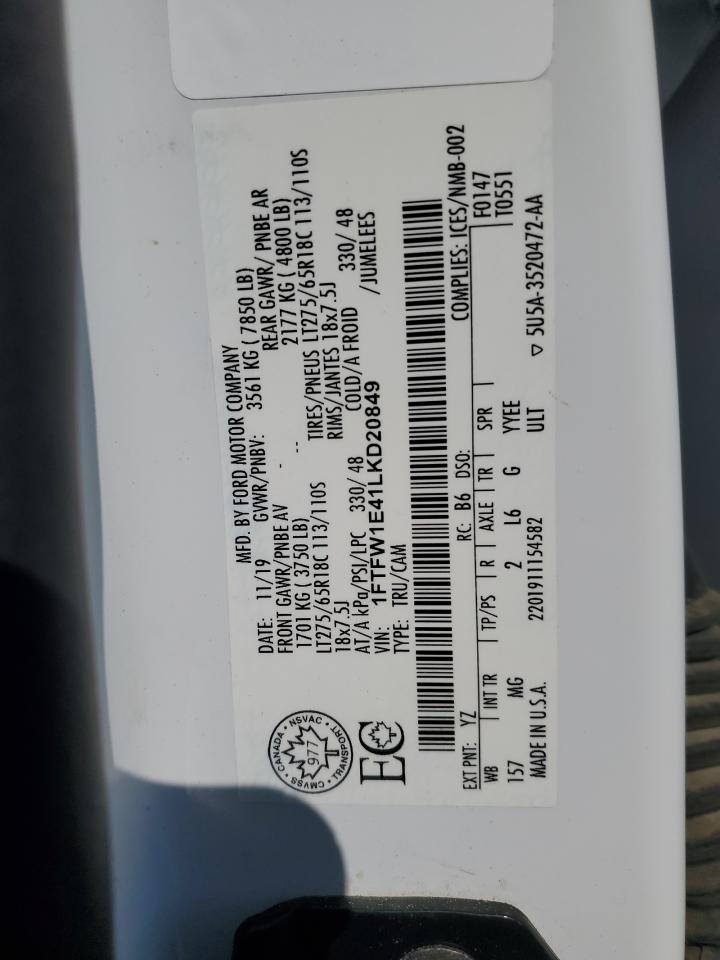 MFD. BY FORD MOTOR COMPANY
DATE: 11/19 GVWR/PNBV: 3561 KG ( 7850 LB)
FRONT GAWR/PNBE AV - REAR GAWR/ PNBE AR
1701 KG ( 3750 LB) -- 2177 KG ( 4800 LB)
LT275/65R18C 113/110S TIRES/PNEUS LT275/65R18C 113/110S
18x7.5J RIMS/JANTES 18x7.5J
AT/A kPa/PSI/LPC 330/ 48 COLD/A FROID 330/ 48
VIN: 1FTFW1E41LKD20849 /JUMELEES
TYPE: TRU/CAM
CANADA · NSVAC · TRANSPORT · CMVSS
977
EC
COMPLIES: ICES/NMB-002
EXT PNT: YZ RC: B6 DSO: F0147
WB INT TR TP/PS R AXLE TR SPR T0551
157 MG 2 L6 G YYEE
MADE IN U.S.A. 2201911154582 ULT ▽ 5U5A-3520472-AA